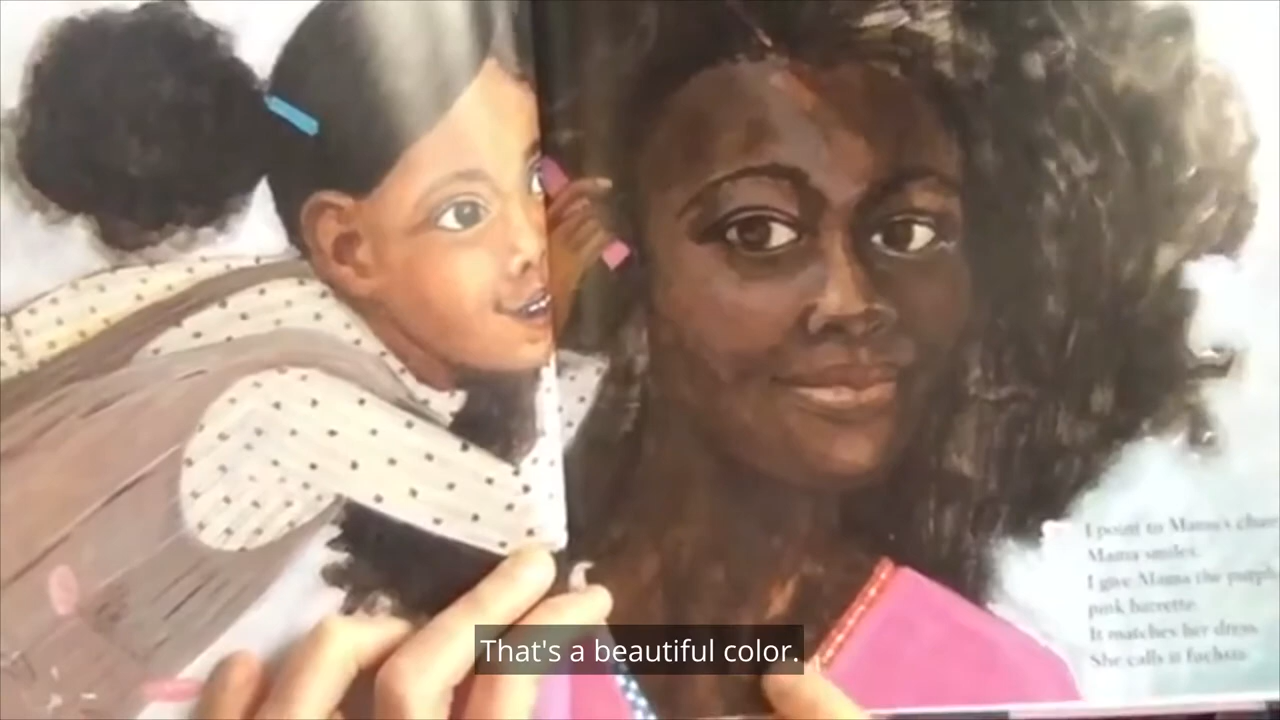 I point to Mama's
Mama smiles.
I give Mama the purply
pink barrette.
It matches her dress.
She calls it fuchsia.
That's a beautiful color.